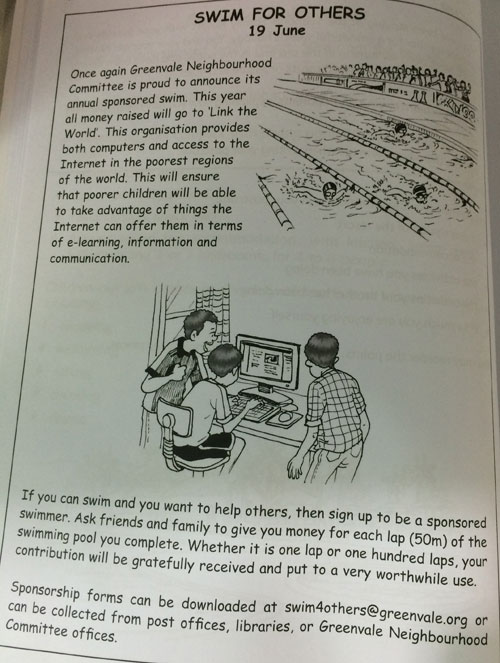 SWIM FOR OTHERS
19 June
Once again Greenvale Neighbourhood
Committee is proud to announce its
annual sponsored swim. This year
all money raised will go to 'Link the
World'. This organisation provides
both computers and access to the
Internet in the poorest regions
of the world. This will ensure
that poorer children will be able
to take advantage of things the
Internet can offer them in terms
of e-learning, information and
communication.
If you can swim and you want to help others, then sign up to be a sponsored
swimmer. Ask friends and family to give you money for each lap (50m) of the
swimming pool you complete. Whether it is one lap or one hundred laps, your
contribution will be gratefully received and put to a very worthwhile use.
Sponsorship forms can be downloaded at swim4others@greenvale.org or
can be collected from post offices, libraries, or Greenvale Neighbourhood
Committee offices.